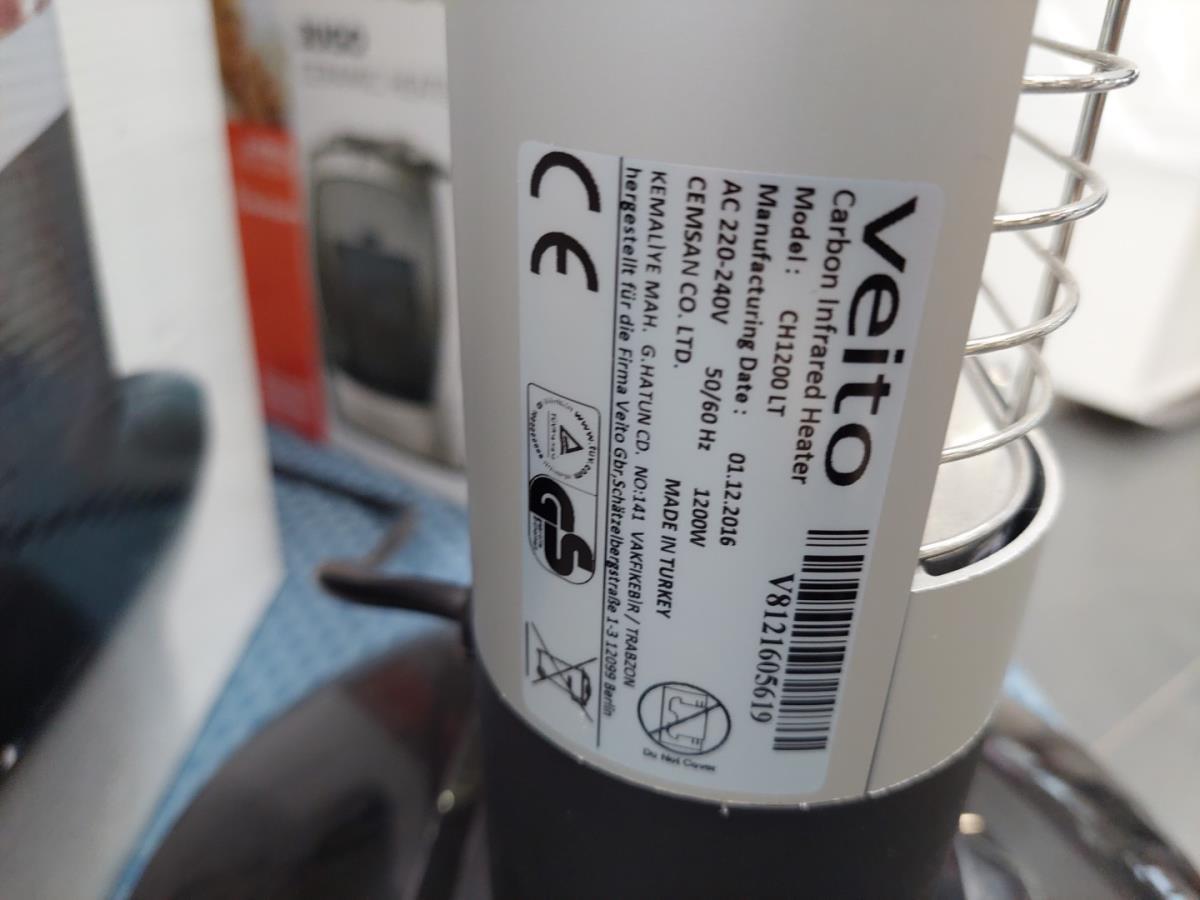 Veito
Carbon Infrared Heater
Model : CH1200 LT
Manufacturing Date : 01.12.2016
AC 220-240V 50/60 Hz 1200W
CEMSAN CO. LTD. MADE IN TURKEY
KEMALİYE MAH. G.HATUN CD. NO:141 VAKFIKEBİR / TRABZON
hergestellt für die Firma Veito Gbr,Schätzelbergstraße 1-3 12099 Berlin
V8121605619
Do Not Cover
CE
GS